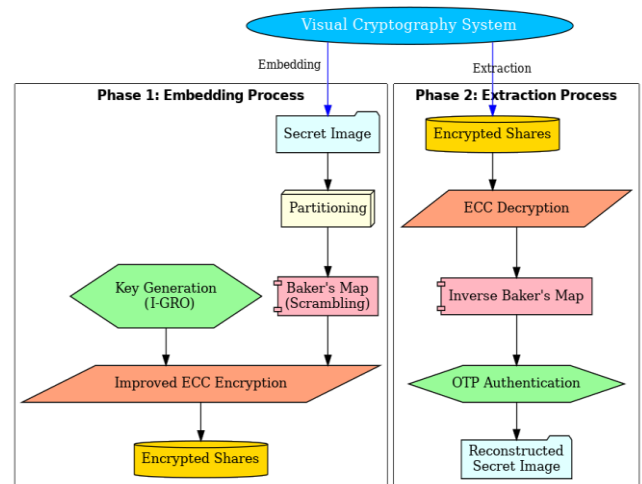 Visual Cryptography System
Embedding
Extraction
Phase 1: Embedding Process
Secret Image
Partitioning
Key Generation
(I-GRO)
Baker's Map
(Scrambling)
Improved ECC Encryption
Encrypted Shares
Phase 2: Extraction Process
Encrypted Shares
ECC Decryption
Inverse Baker's Map
OTP Authentication
Reconstructed
Secret Image